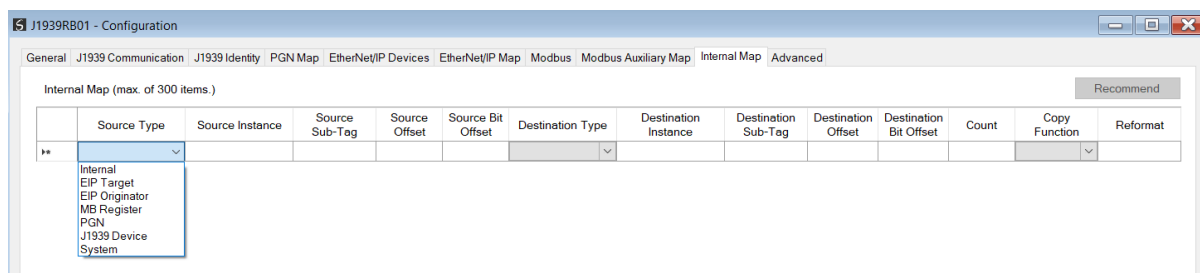 J1939RB01 - Configuration
General J1939 Communication J1939 Identity PGN Map EtherNet/IP Devices EtherNet/IP Map Modbus Modbus Auxiliary Map Internal Map Advanced
Internal Map (max. of 300 items.) Recommend
Source Type Source Instance Source Sub-Tag Source Offset Source Bit Offset Destination Type Destination Instance Destination Sub-Tag Destination Offset Destination Bit Offset Count Copy Function Reformat
Internal
EIP Target
EIP Originator
MB Register
PGN
J1939 Device
System